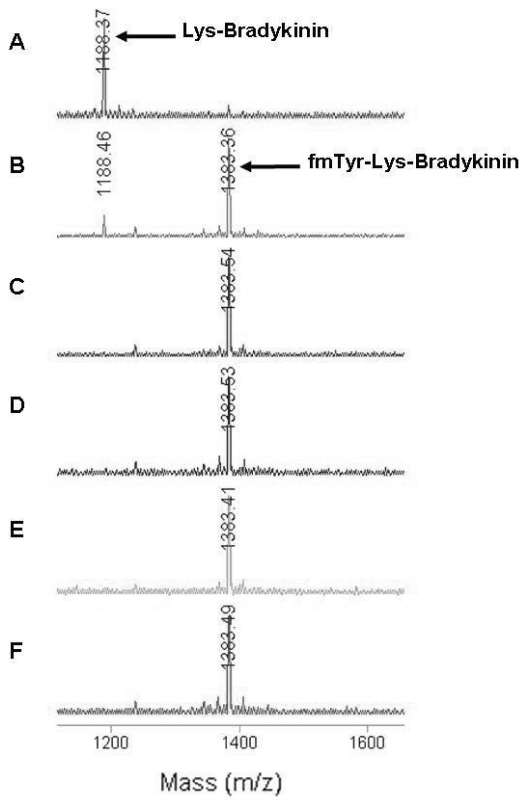 A
1188.37
Lys-Bradykinin
B
1188.46
1383.36
fmTyr-Lys-Bradykinin
C
1383.54
D
1383.53
E
1383.41
F
1383.49
1200 1400 1600
Mass (m/z)